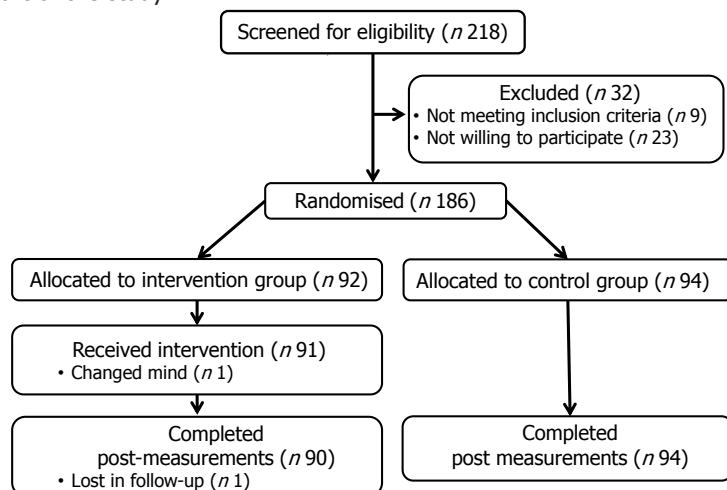 Screened for eligibility (n 218)
Excluded (n 32)
• Not meeting inclusion criteria (n 9)
• Not willing to participate (n 23)
Randomised (n 186)
Allocated to intervention group (n 92)
Allocated to control group (n 94)
Received intervention (n 91)
• Changed mind (n 1)
Completed
post-measurements (n 90)
• Lost in follow-up (n 1)
Completed
post measurements (n 94)